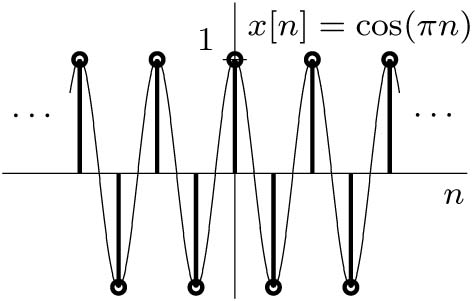 1 x[n] = cos(πn)
··· ···
n